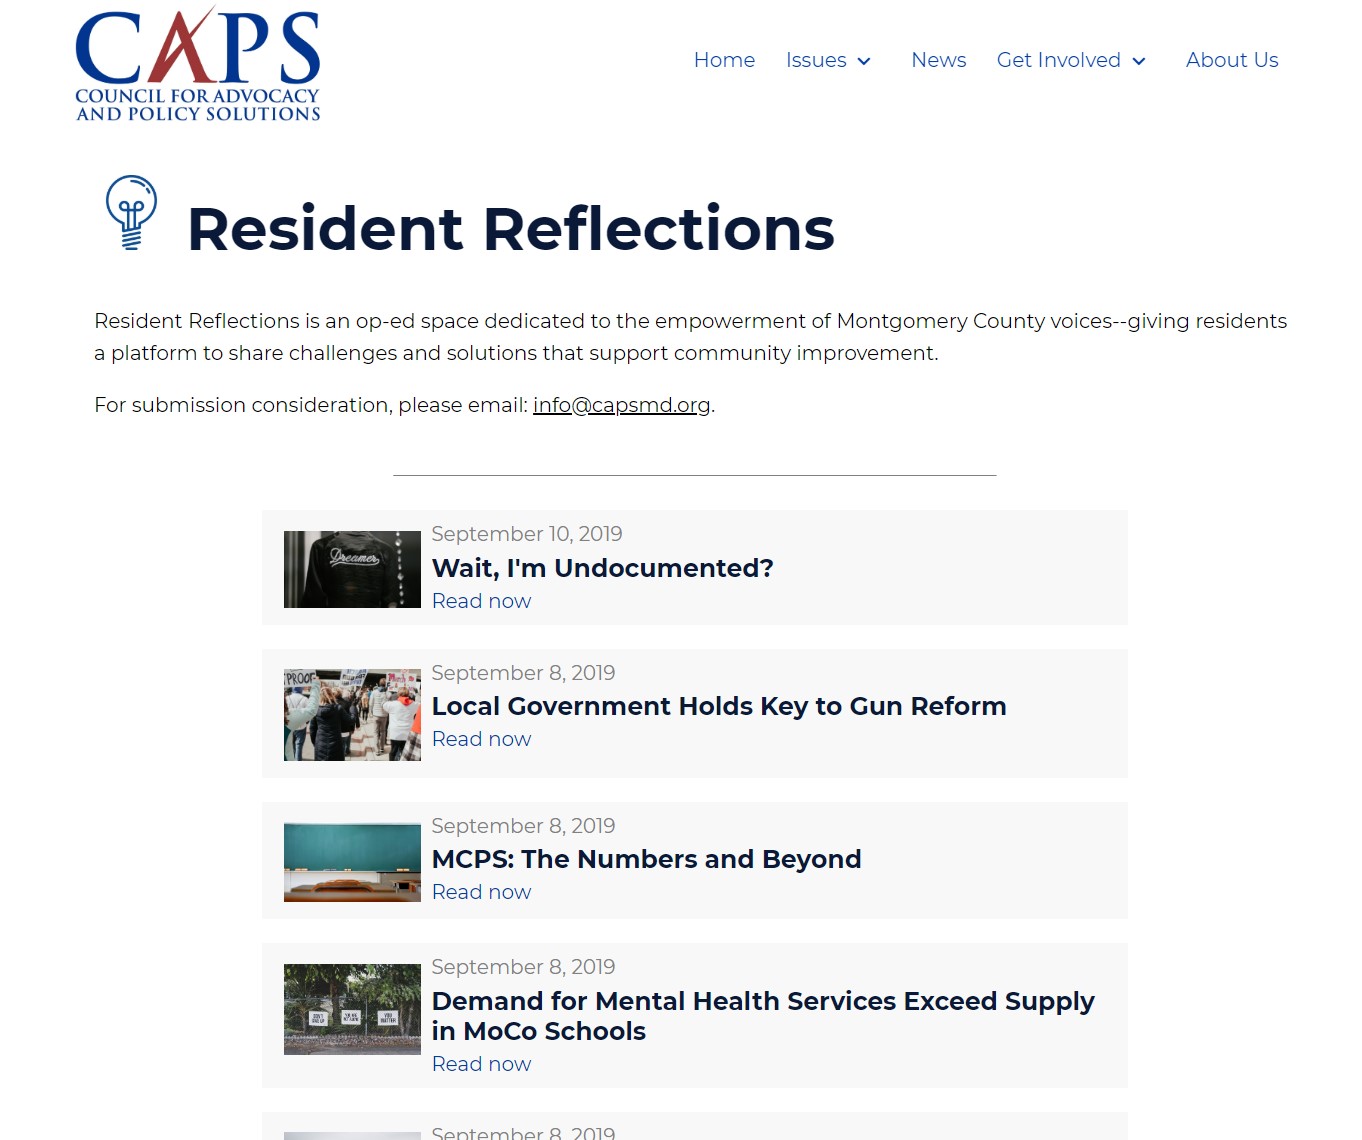 CAPS
COUNCIL FOR ADVOCACY
AND POLICY SOLUTIONS
Home Issues News Get Involved About Us
Resident Reflections
Resident Reflections is an op-ed space dedicated to the empowerment of Montgomery County voices--giving residents
a platform to share challenges and solutions that support community improvement.
For submission consideration, please email: info@capsmd.org.
September 10, 2019
Dreamer
Wait, I'm Undocumented?
Read now
September 8, 2019
PROOF
Local Government Holds Key to Gun Reform
Read now
September 8, 2019
MCPS: The Numbers and Beyond
Read now
September 8, 2019
Demand for Mental Health Services Exceed Supply
in MoCo Schools
DON'T GIVE UP
YOU MATTER
Read now
September 8, 2019